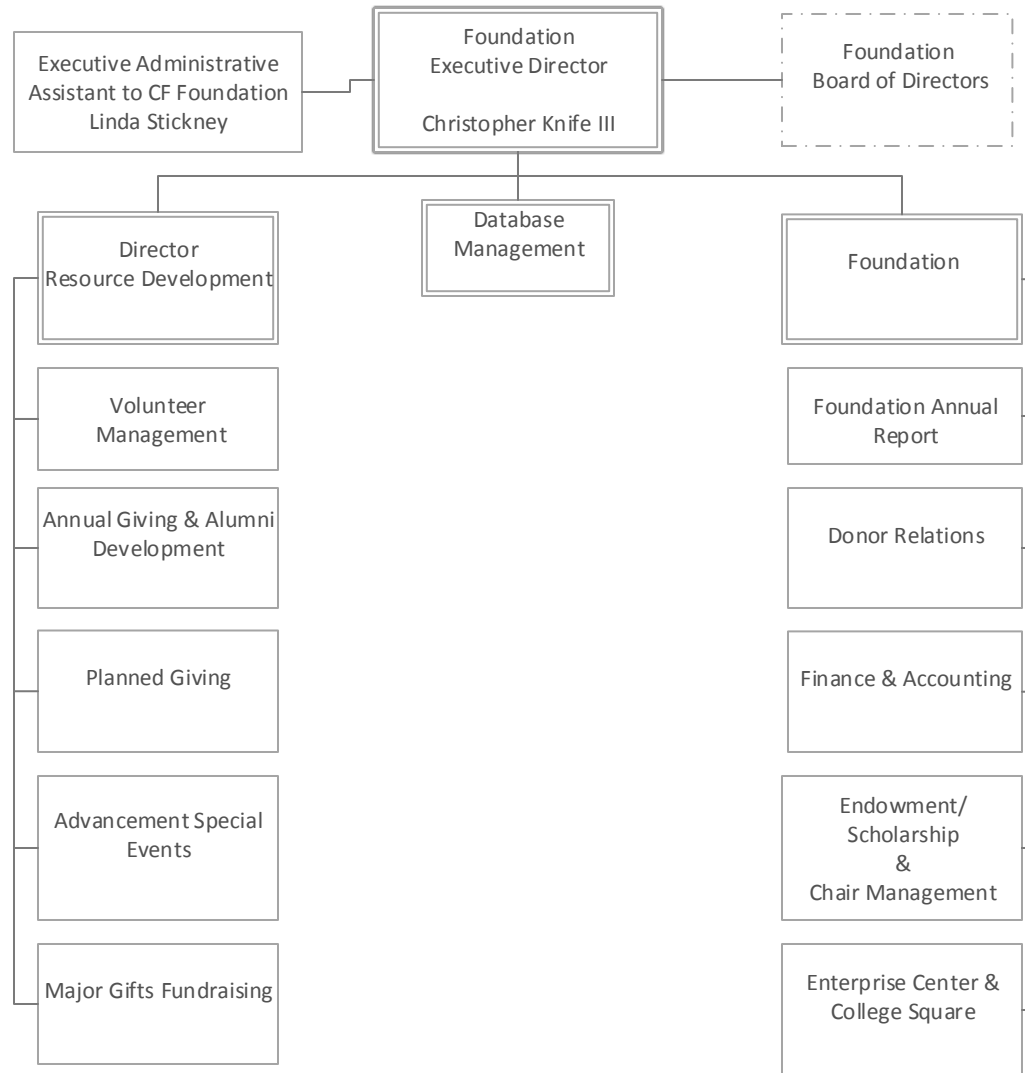 Executive Administrative
Assistant to CF Foundation
Linda Stickney
Foundation
Executive Director
Christopher Knife III
Foundation
Board of Directors
Director
Resource Development
Database
Management
Foundation
Volunteer
Management
Annual Giving & Alumni
Development
Planned Giving
Advancement Special
Events
Major Gifts Fundraising
Foundation Annual
Report
Donor Relations
Finance & Accounting
Endowment/
Scholarship
&
Chair Management
Enterprise Center &
College Square